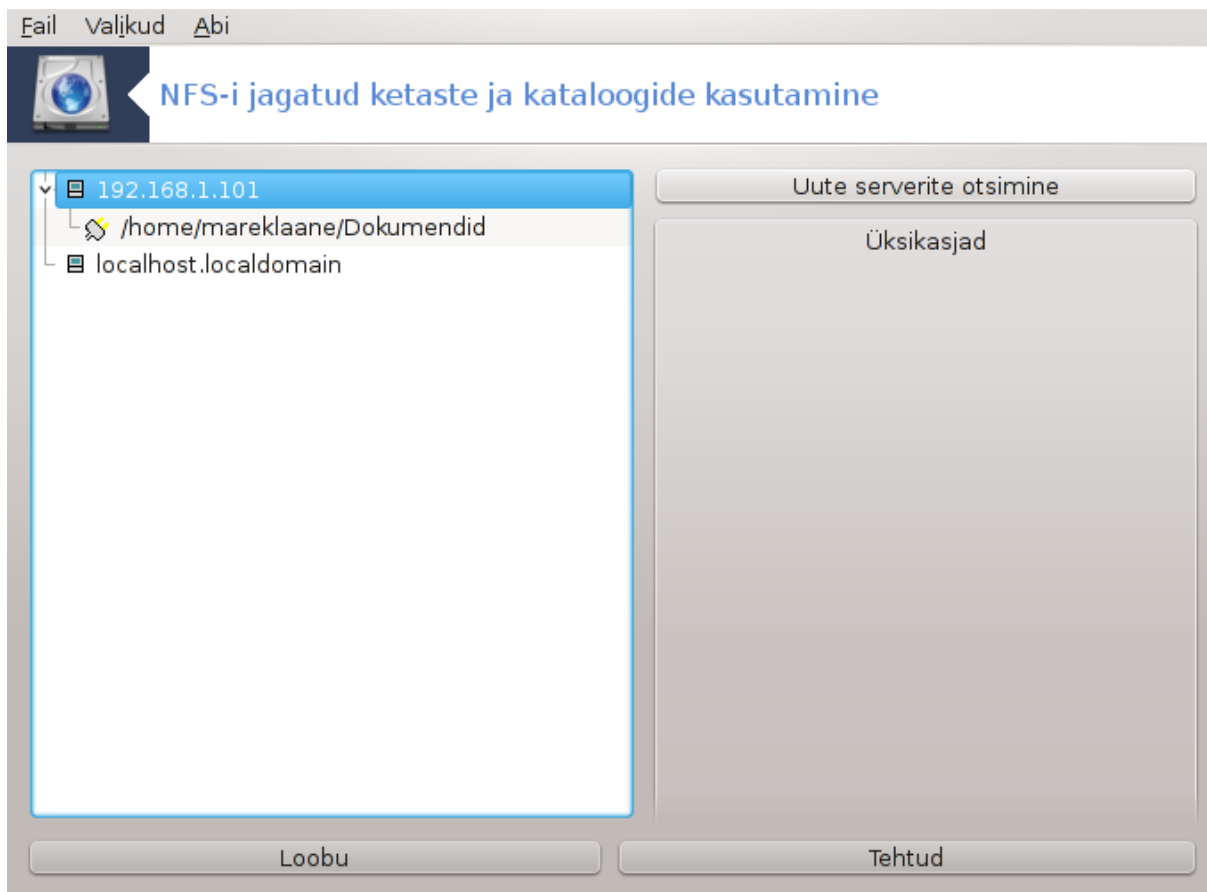 Fail Valikud Abi
NFS-i jagatud ketaste ja kataloogide kasutamine
192.168.1.101
/home/mareklaane/Dokumendid
localhost.localdomain
Uute serverite otsimine
Üksikasjad
Loobu
Tehtud